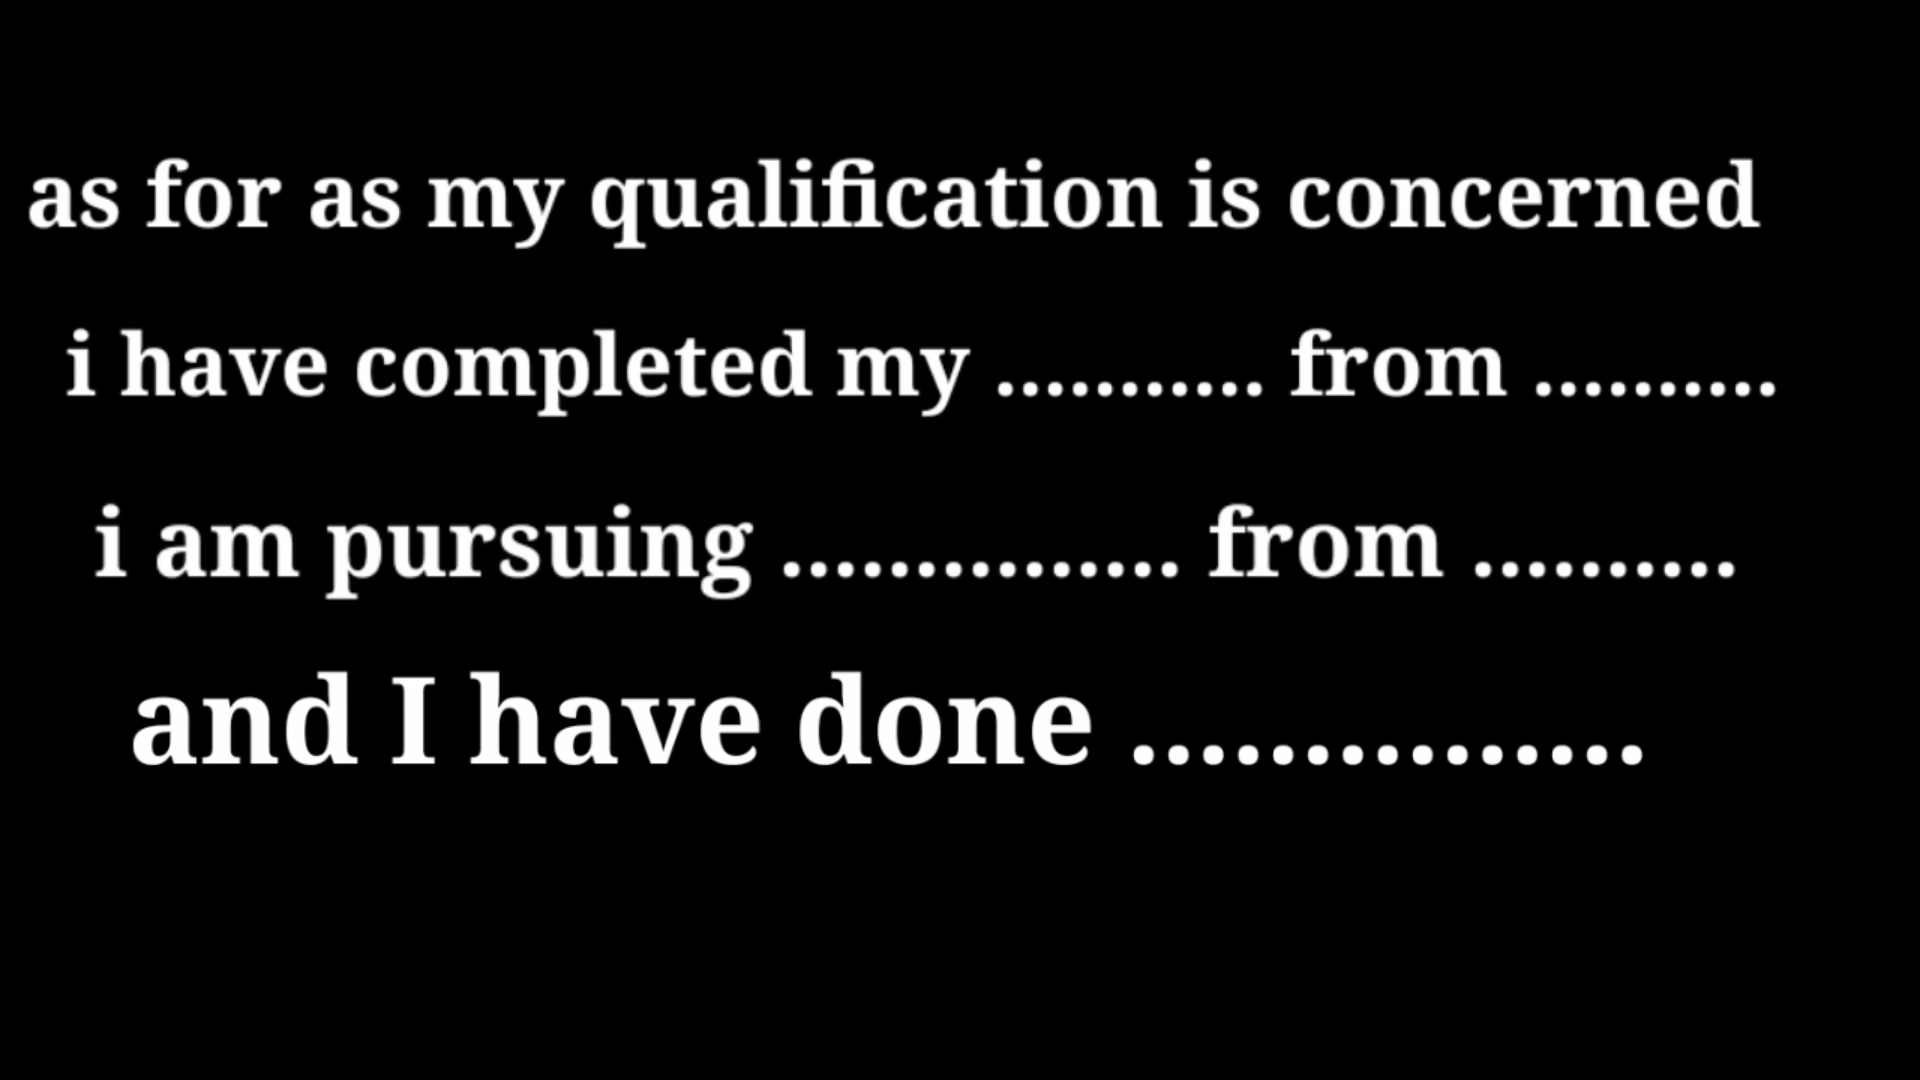 as for as my qualification is concerned
i have completed my ........... from ..........
i am pursuing ............... from ..........
and I have done ...............